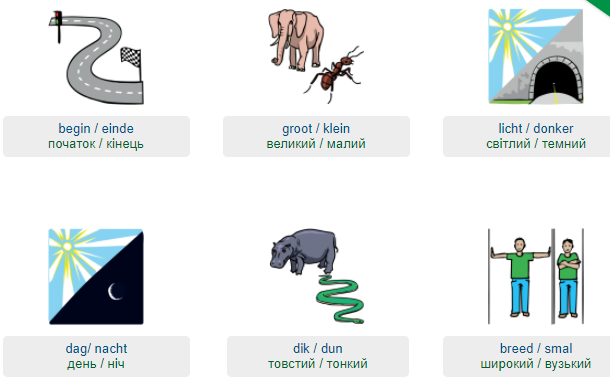 begin / einde
початок / кінець
groot / klein
великий / малий
licht / donker
світлий / темний
dag/ nacht
день / ніч
dik / dun
товстий / тонкий
breed / smal
широкий / вузький